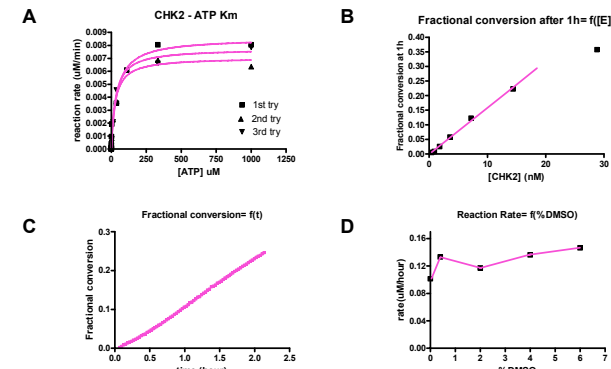 A
CHK2 - ATP Km
reaction rate (uM/min)
0.009
0.008
0.007
0.006
0.005
0.004
0.003
0.002
0.001
0.000
0
250
500
750
1000
1250
[ATP] uM
1st try
2nd try
3rd try
B
Fractional conversion after 1h= f([E]
Fractional conversion at 1h
0.40
0.35
0.30
0.25
0.20
0.15
0.10
0.05
0.00
0
10
20
30
[CHK2] (nM)
C
Fractional conversion= f(t)
Fractional conversion
0.3
0.2
0.1
0.0
0.0
0.5
1.0
1.5
2.0
2.5
time (hour)
D
Reaction Rate= f(%DMSO)
rate(uM/hour)
0.16
0.12
0.08
0.04
0.00
0
1
2
3
4
5
6
7
%DMSO